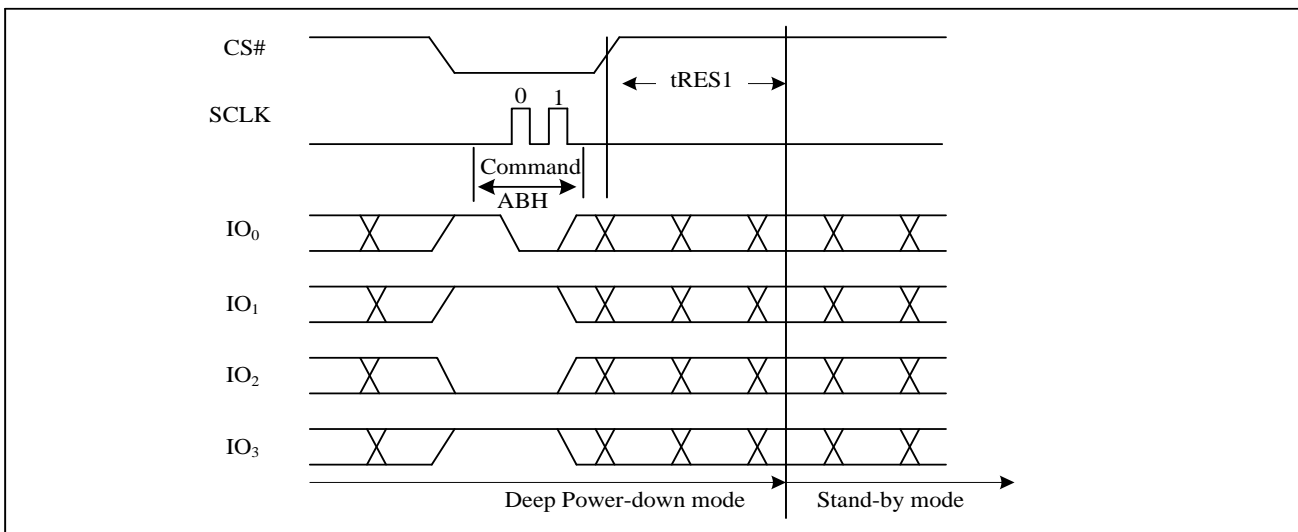 CS#
tRES1
0 1
SCLK
Command
ABH
IO₀
IO₁
IO₂
IO₃
Deep Power-down mode Stand-by mode